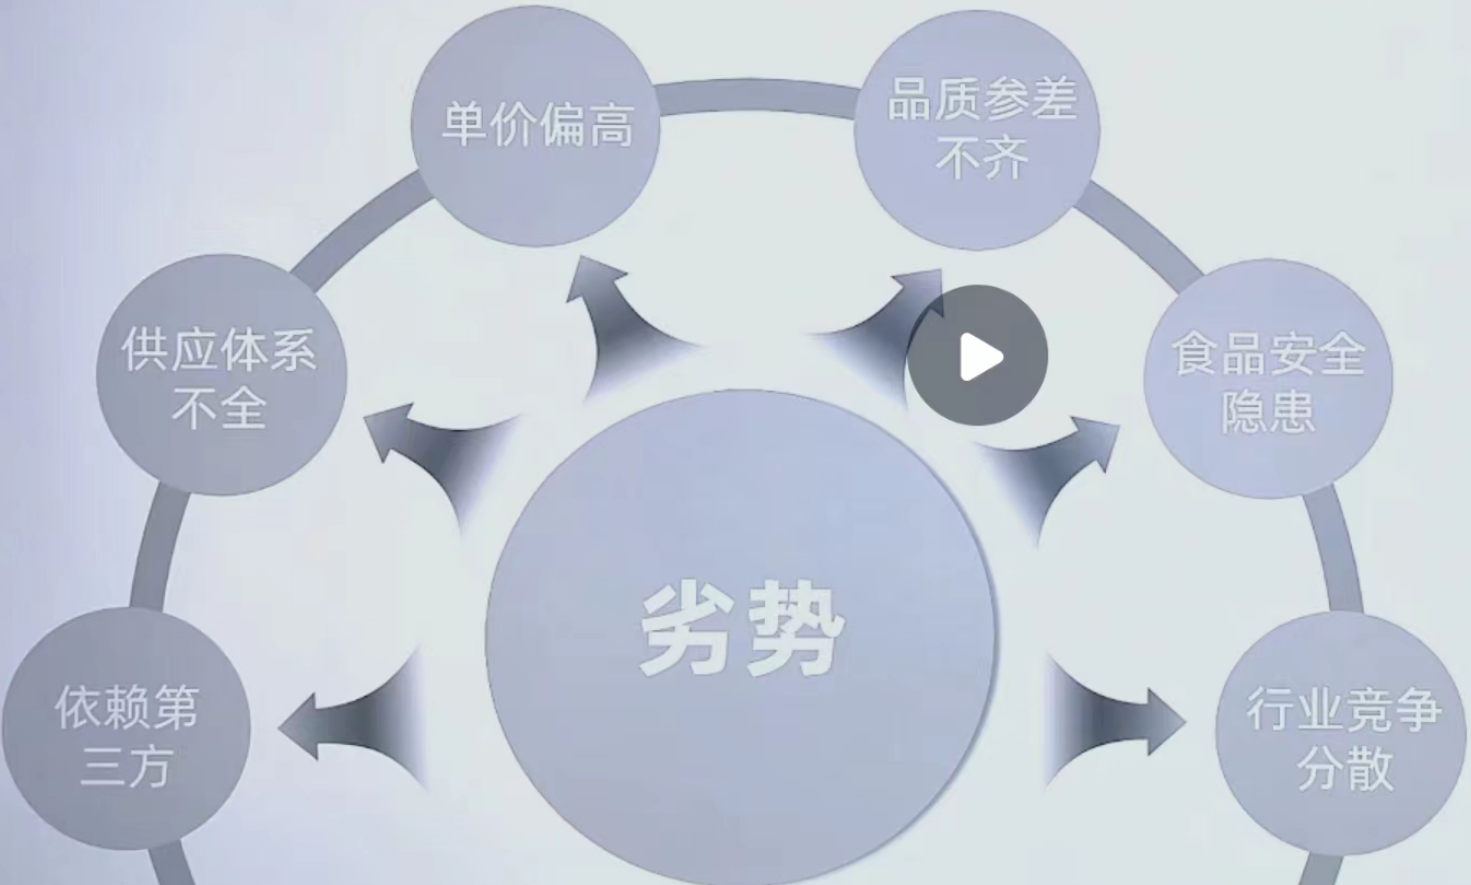 单价偏高
品质参差
不齐
供应体系
不全
食品安全
隐患
劣势
依赖第
三方
行业竞争
分散